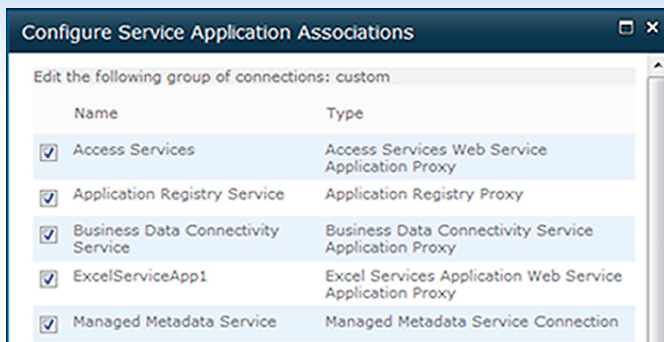 Configure Service Application Associations
Edit the following group of connections: custom
Name Type
Access Services Access Services Web Service
Application Proxy
Application Registry Service Application Registry Proxy
Business Data Connectivity Business Data Connectivity Service
Service Application Proxy
ExcelServiceApp1 Excel Services Application Web Service
Application Proxy
Managed Metadata Service Managed Metadata Service Connection